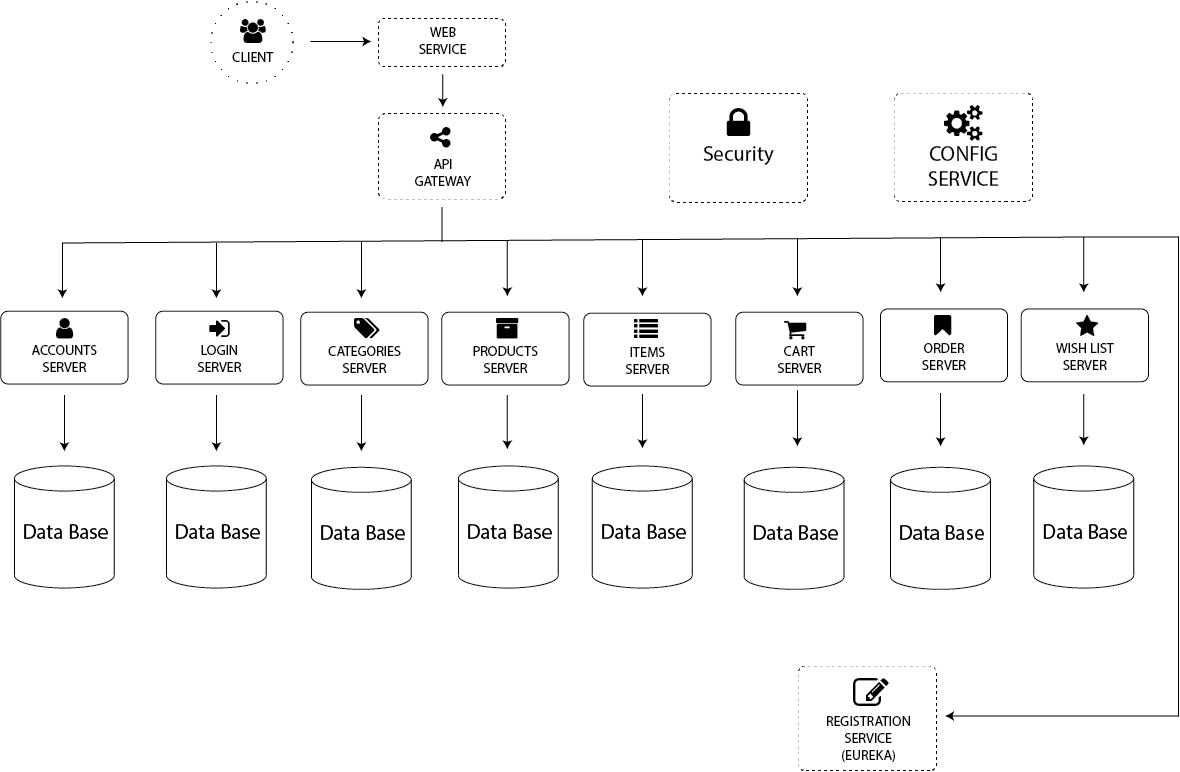 CLIENT
WEB
SERVICE
API
GATEWAY
Security
CONFIG
SERVICE
ACCOUNTS
SERVER
LOGIN
SERVER
CATEGORIES
SERVER
PRODUCTS
SERVER
ITEMS
SERVER
CART
SERVER
ORDER
SERVER
WISH LIST
SERVER
Data Base
Data Base
Data Base
Data Base
Data Base
Data Base
Data Base
Data Base
REGISTRATION
SERVICE
(EUREKA)